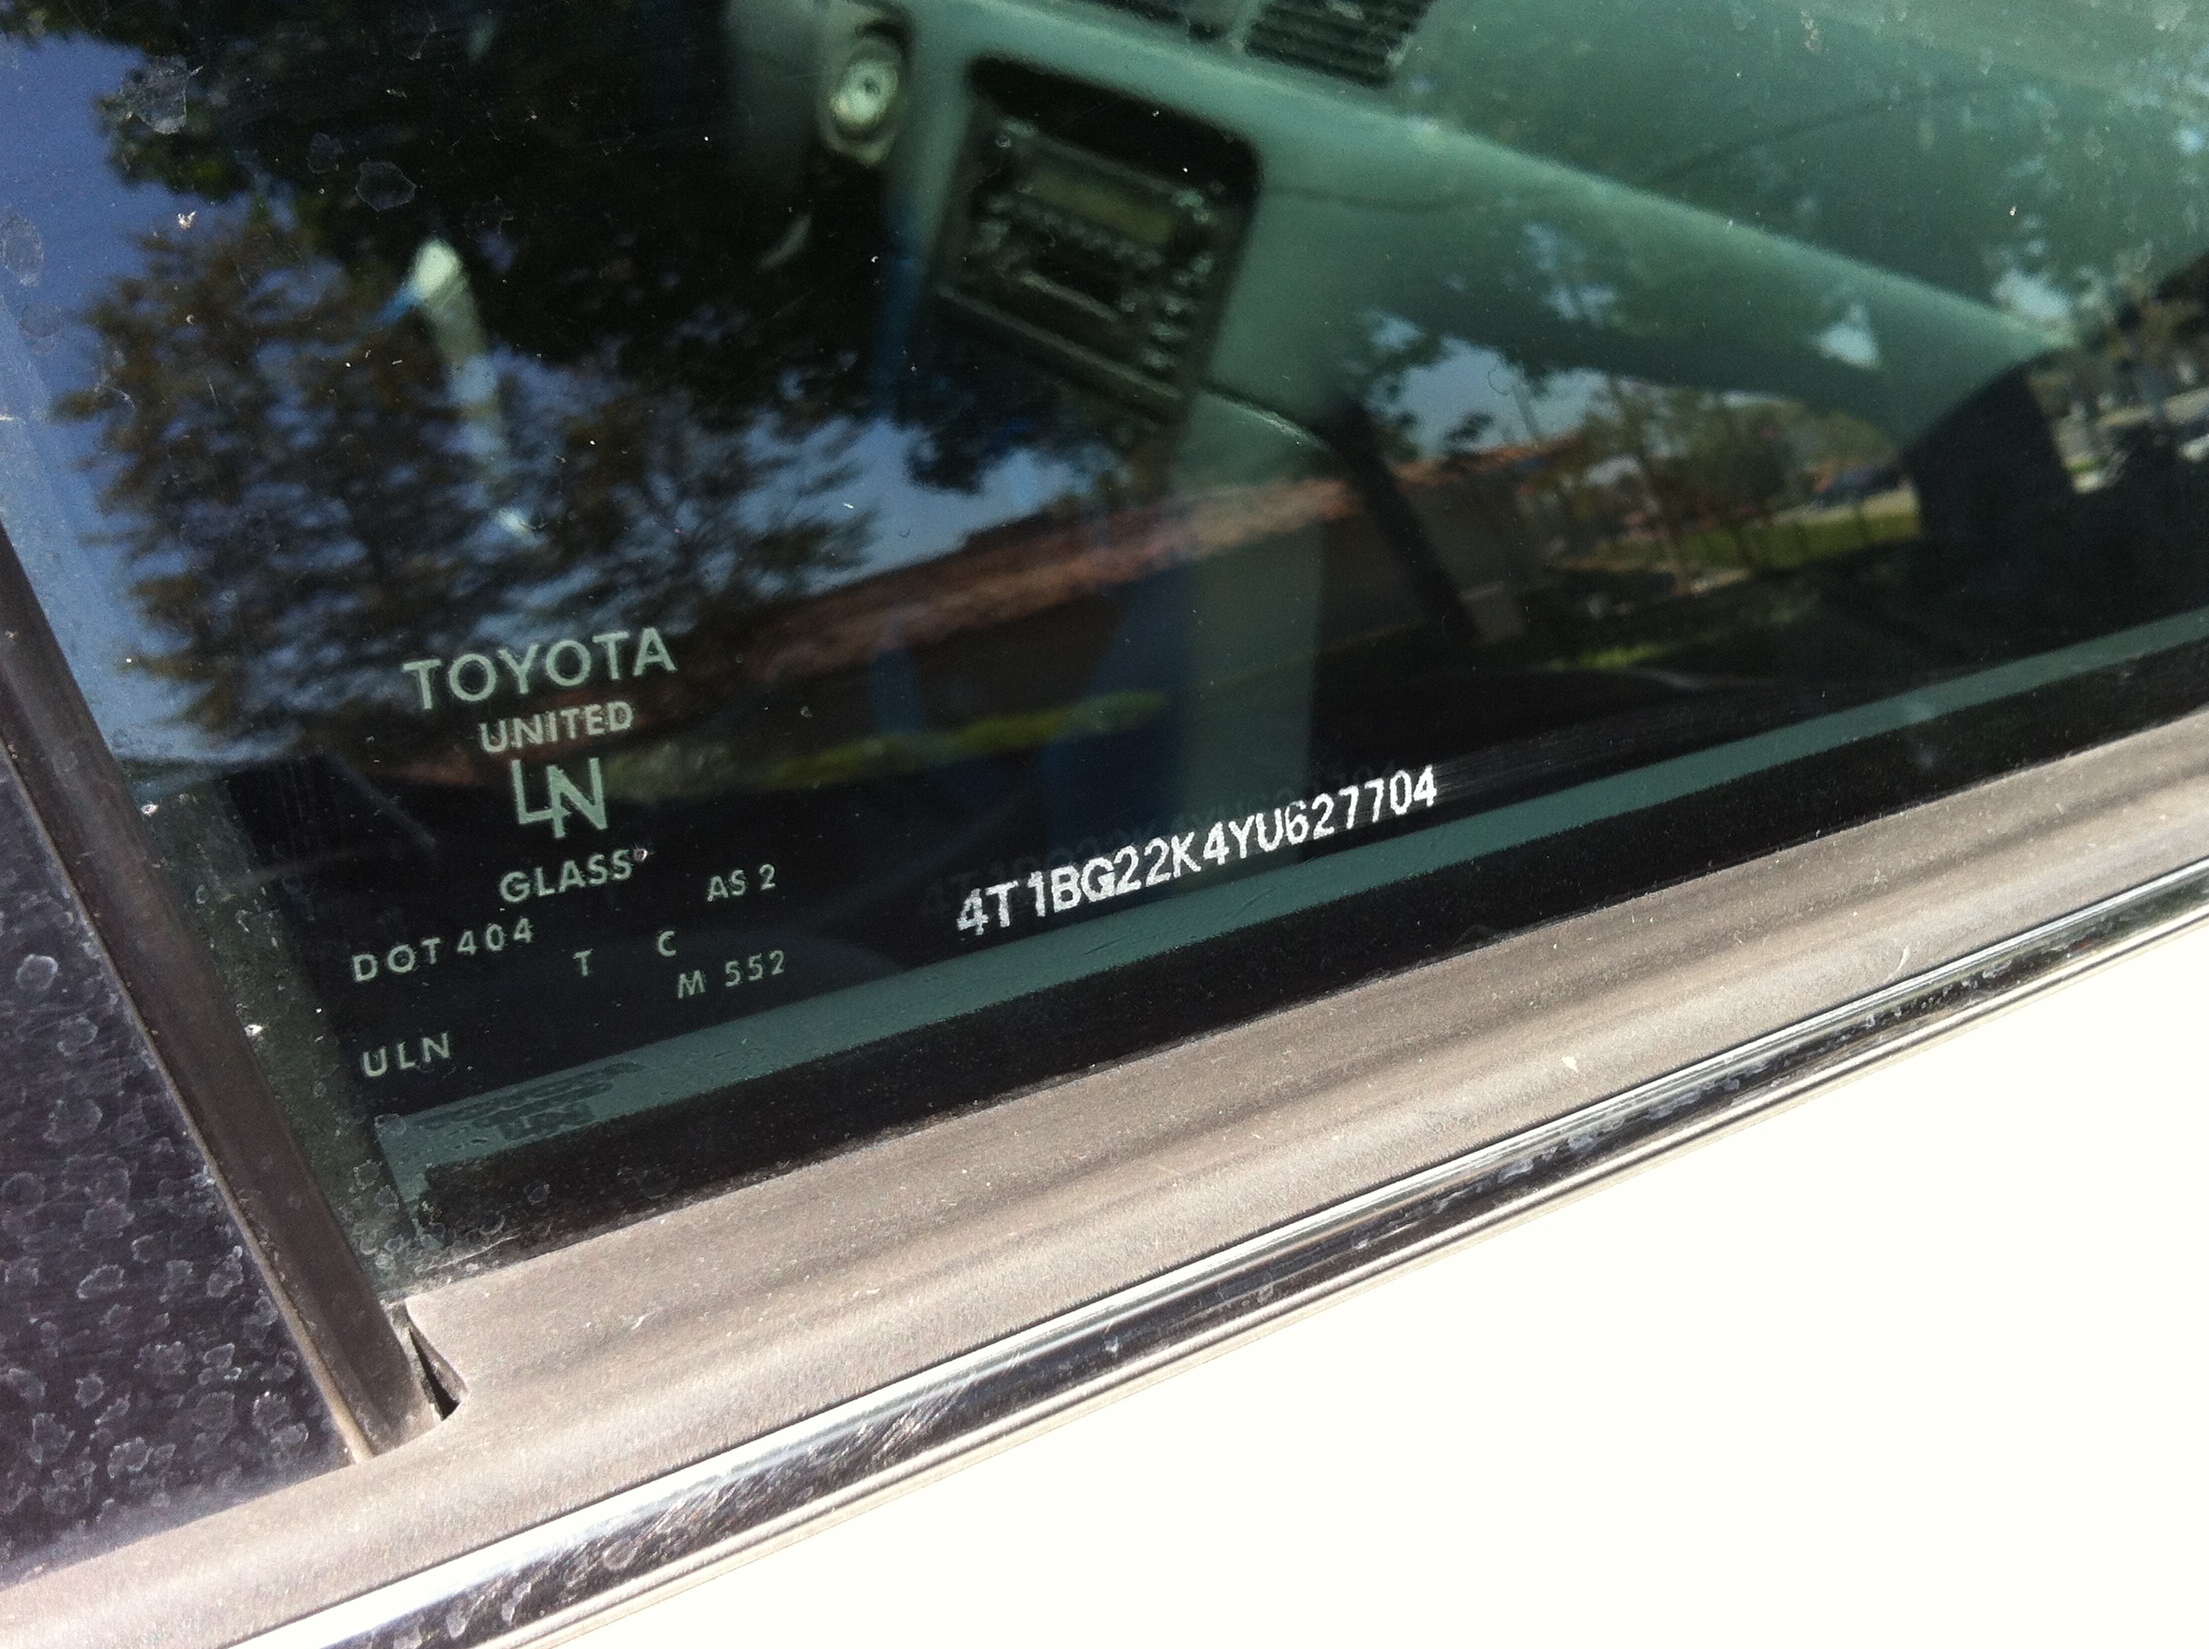 TOYOTA
UNITED
LN
GLASS
AS 2
DOT 404
T C
M 552
ULN
4T1BG22K4YU627704